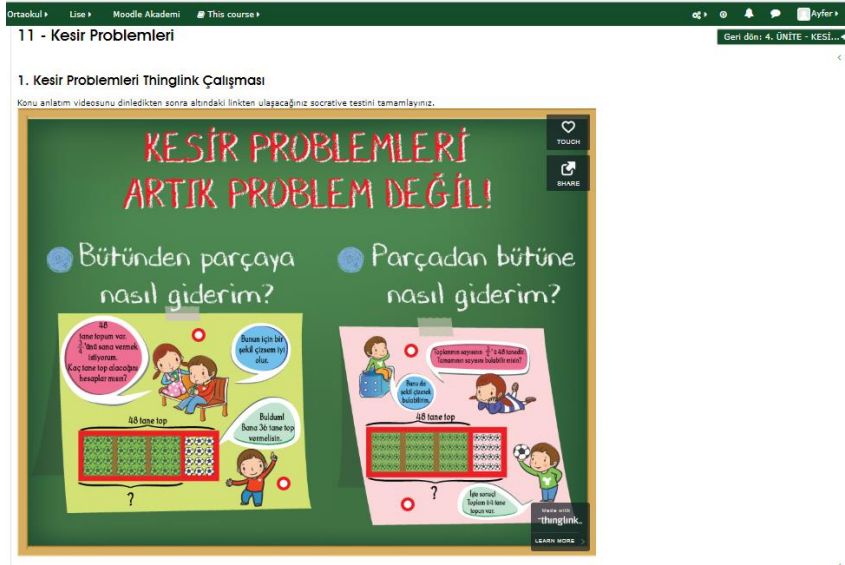 Ortaokul
Lise
Moodle Akademi
This course
Ayfer
11 - Kesir Problemleri
Geri dön: 4. ÜNİTE - KESİ...
1. Kesir Problemleri Thinglink Çalışması
Konu anlatım videosunu dinledikten sonra altındaki linkten ulaşacağınız socrative testini tamamlayınız.
TOUCH
SHARE
KESİR PROBLEMLERİ
ARTIK PROBLEM DEĞİL!
Bütünden parçaya
nasıl giderim?
48
tane topum var.
'ünü sana vermek
istiyorum.
Kaç tane top alacağını
hesaplar mısın?
Bunun için bir
şekil çizsem iyi
olur.
48 tane top
Buldum!
Bana 36 tane top
vermelisin.
?
Parçadan bütüne
nasıl giderim?
Toplarımın sayısının 'ü 48 tanedir.
Tamamının sayısını bulabilir misin?
Bunu da
şekil çizerek
bulabilirim.
48 tane top
?
İşte sonuç!
Toplam 64 tane
topun var.
Made with
thinglink..
LEARN MORE